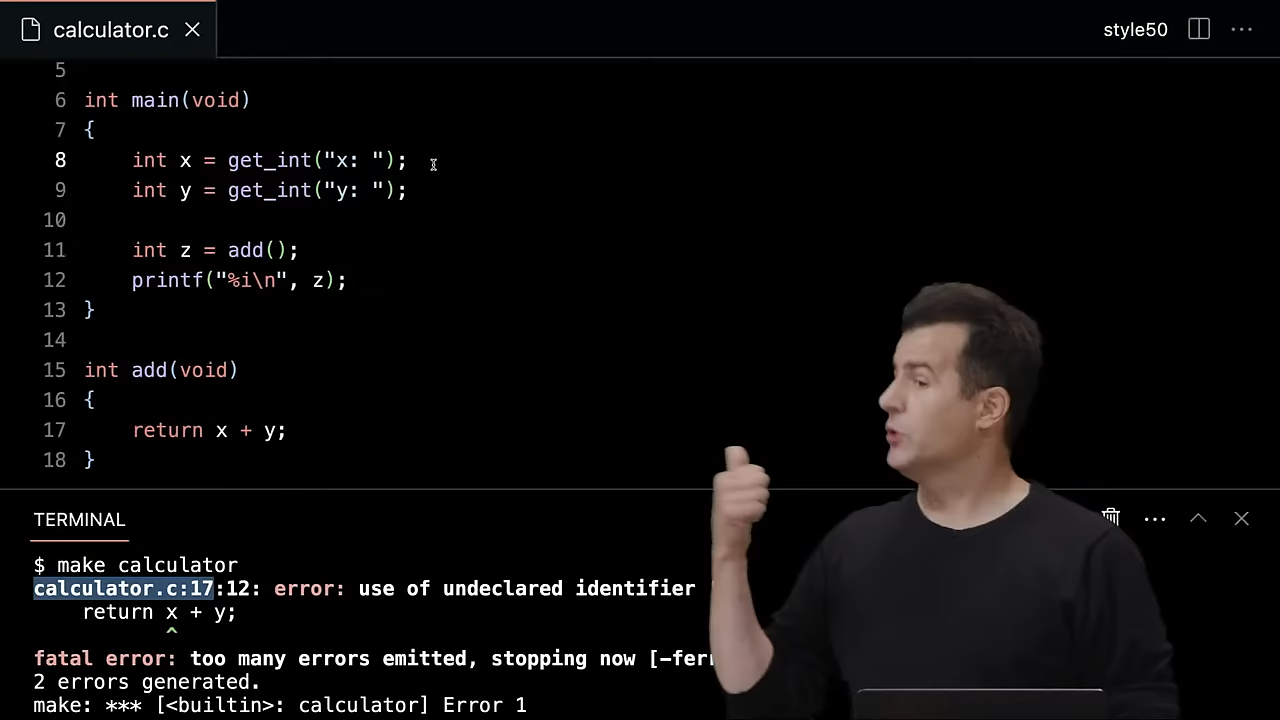 calculator.c
style50
5
6 int main(void)
7 {
8 int x = get_int("x: ");
9 int y = get_int("y: ");
10
11 int z = add();
12 printf("%i\n", z);
13 }
14
15 int add(void)
16 {
17 return x + y;
18 }
TERMINAL
$ make calculator
calculator.c:17:12: error: use of undeclared identifier
return x + y;
^
fatal error: too many errors emitted, stopping now
2 errors generated.
make: *** [<builtin>: calculator] Error 1